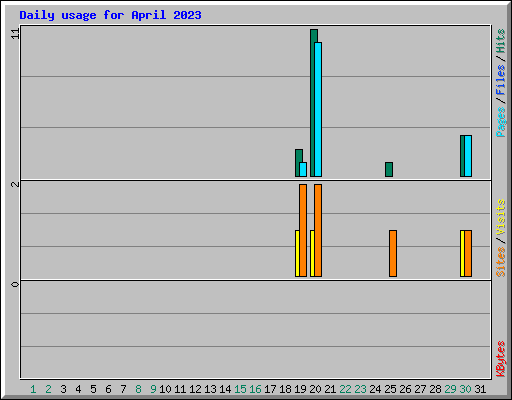 Daily usage for April 2023
11
2
0
Pages / Files / Hits
Sites / Visits
KBytes
1 2 3 4 5 6 7 8 9 10 11 12 13 14 15 16 17 18 19 20 21 22 23 24 25 26 27 28 29 30 31